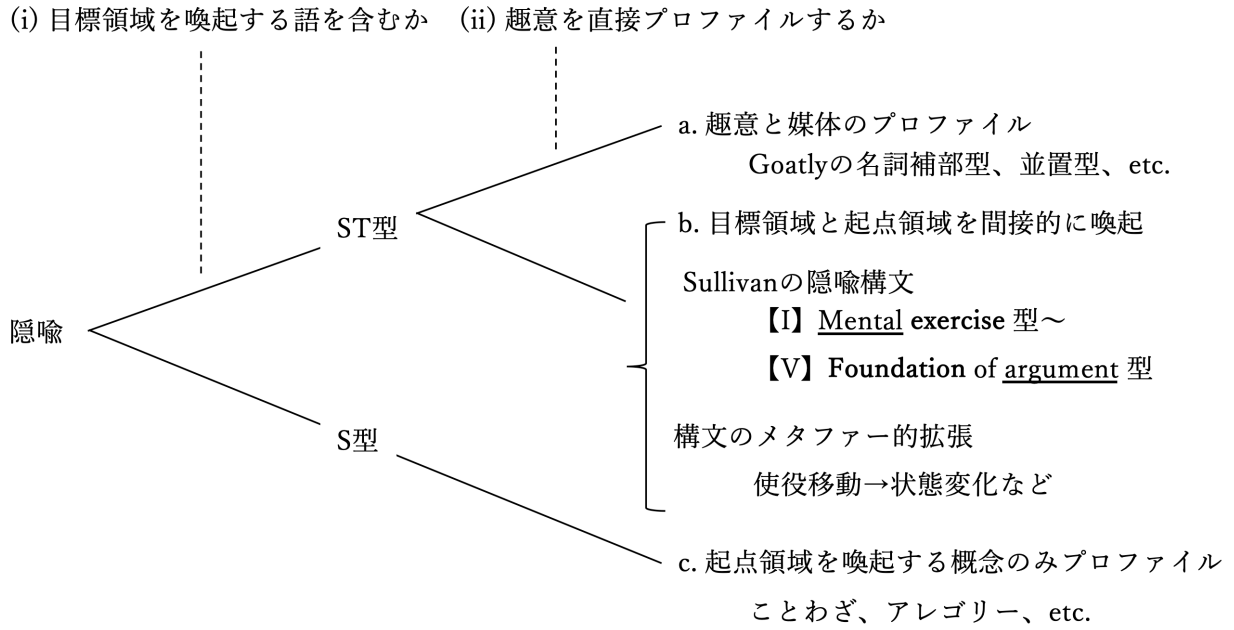 (i) 目標領域を喚起する語を含むか
(ii) 趣意を直接プロファイルするか
a. 趣意と媒体のプロファイル
Goatlyの名詞補部型、並置型、etc.
ST型
b. 目標領域と起点領域を間接的に喚起
Sullivanの隠喩構文
【I】Mental exercise 型〜
隠喩
【V】Foundation of argument 型
S型
構文のメタファー的拡張
使役移動→状態変化など
c. 起点領域を喚起する概念のみプロファイル
ことわざ、アレゴリー、etc.